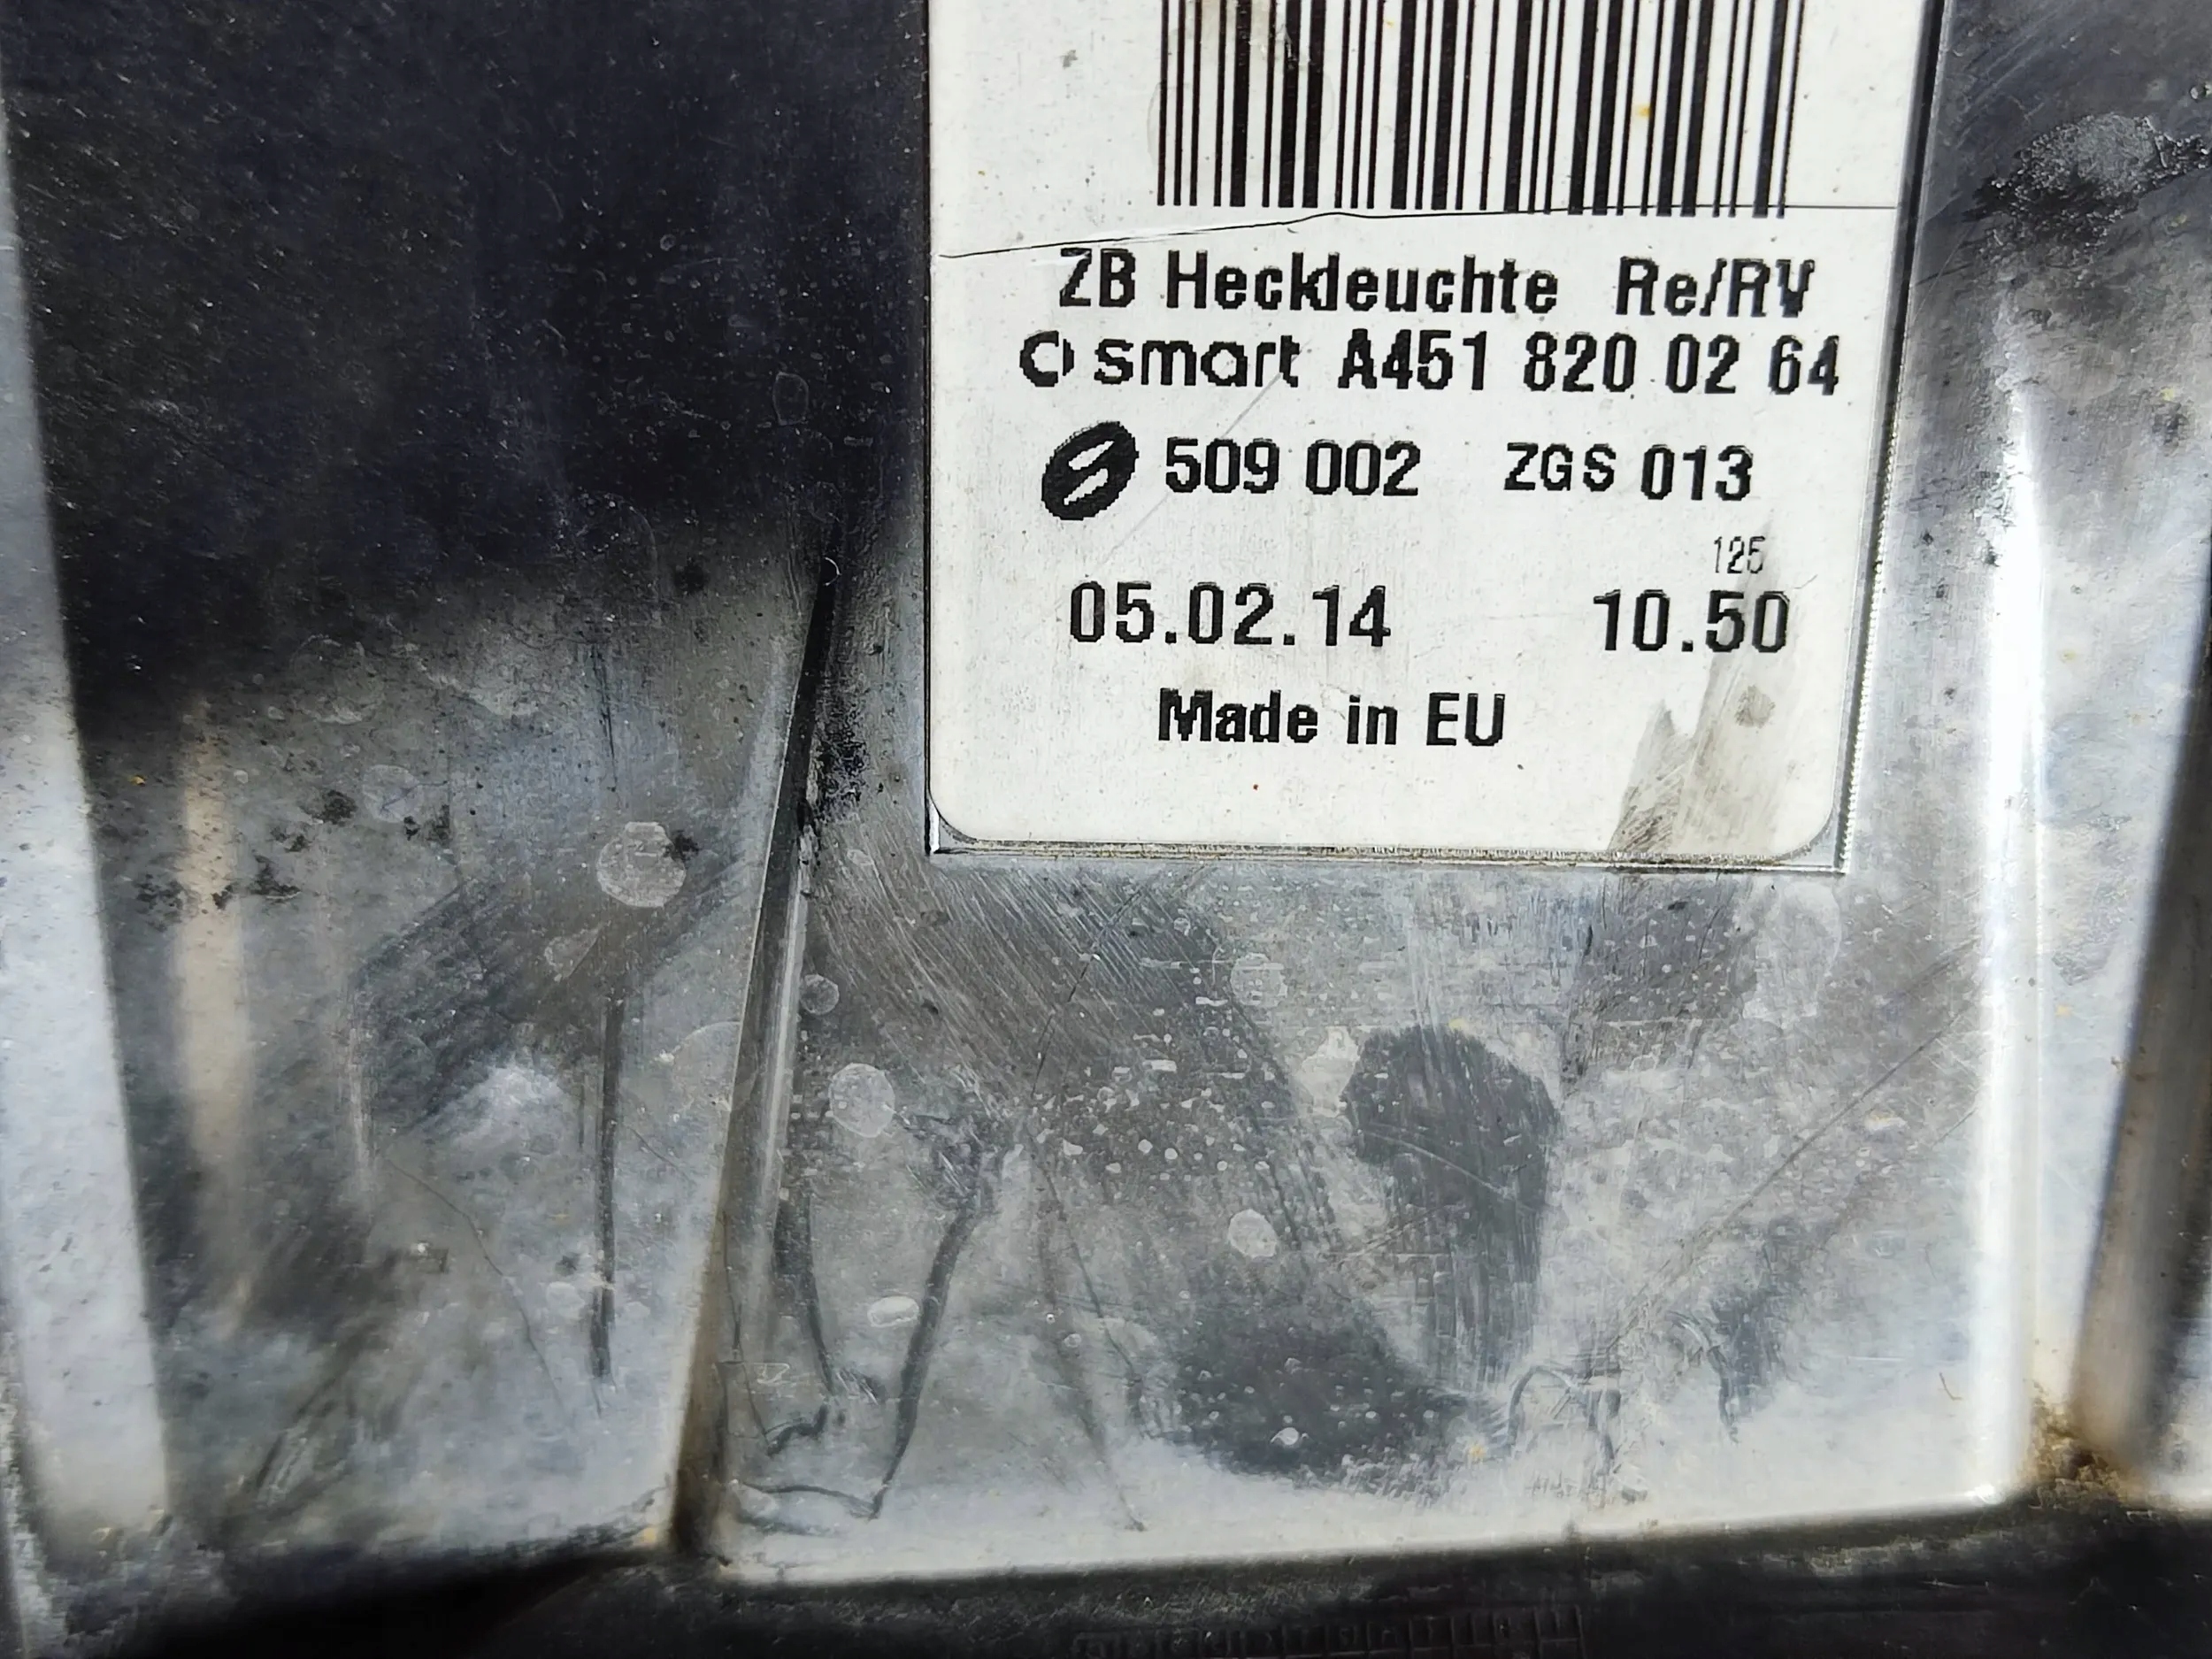 ZB Heckleuchte Re/RV
smart A451 820 02 64
509 002 ZGS 013
125
05.02.14 10.50
Made in EU